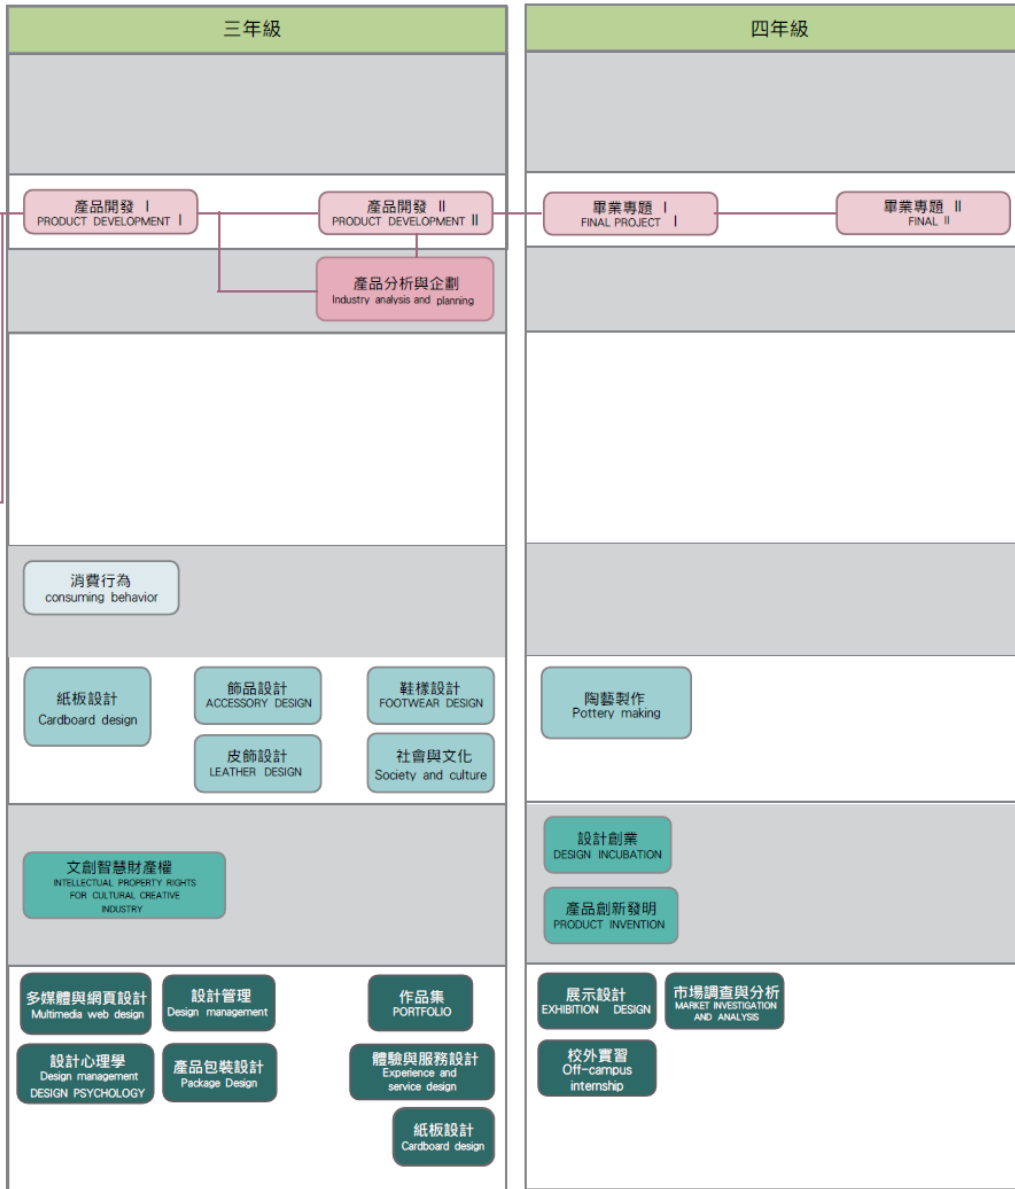 三年級
四年級
產品開發 I
PRODUCT DEVELOPMENT I
產品開發 II
PRODUCT DEVELOPMENT II
畢業專題 I
FINAL PROJECT I
畢業專題 II
FINAL II
產品分析與企劃
Industry analysis and planning
消費行為
consuming behavior
紙板設計
Cardboard design
飾品設計
ACCESSORY DESIGN
鞋樣設計
FOOTWEAR DESIGN
陶藝製作
Pottery making
皮飾設計
LEATHER DESIGN
社會與文化
Society and culture
文創智慧財產權
INTELLECTUAL PROPERTY RIGHTS
FOR CULTURAL CREATIVE
INDUSTRY
設計創業
DESIGN INCUBATION
產品創新發明
PRODUCT INVENTION
多媒體與網頁設計
Multimedia web design
設計管理
Design management
作品集
PORTFOLIO
展示設計
EXHIBITION DESIGN
市場調查與分析
MARKET INVESTIGATION
AND ANALYSIS
設計心理學
Design management
DESIGN PSYCHOLOGY
產品包裝設計
Package Design
體驗與服務設計
Experience and
service design
校外實習
Off-campus
internship
紙板設計
Cardboard design